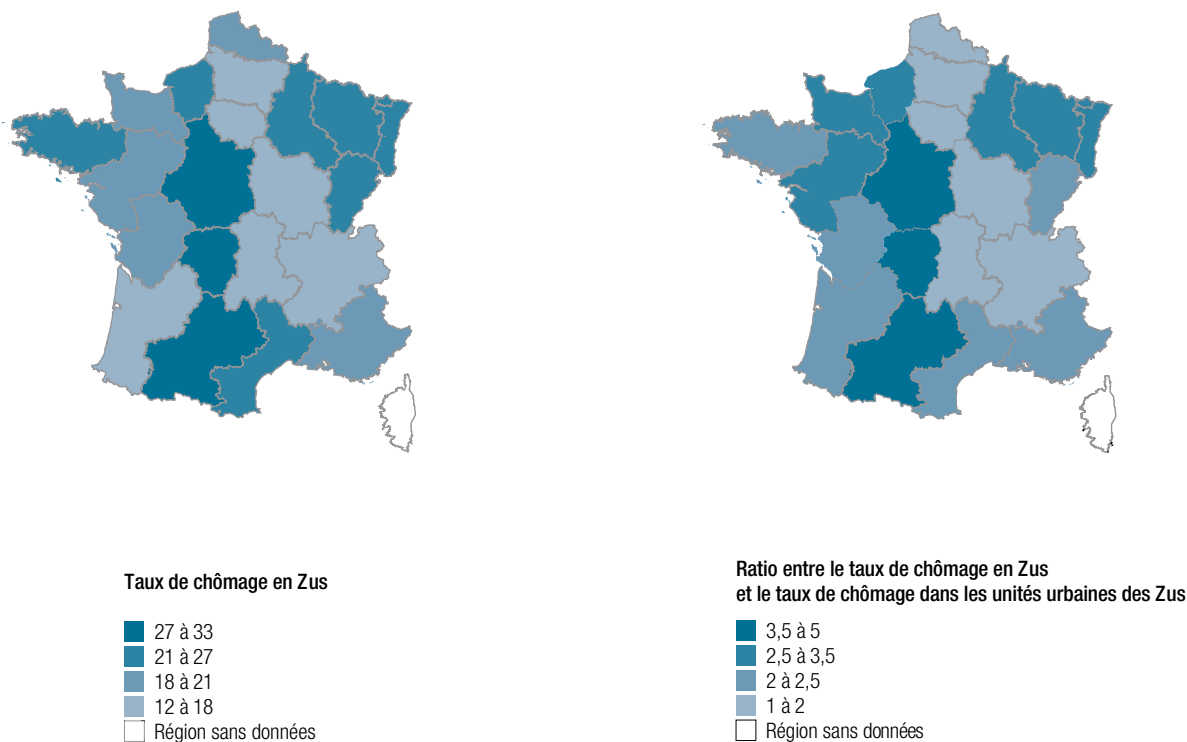 Taux de chômage en Zus
27 à 33
21 à 27
18 à 21
12 à 18
Région sans données
Ratio entre le taux de chômage en Zus
et le taux de chômage dans les unités urbaines des Zus
3,5 à 5
2,5 à 3,5
2 à 2,5
1 à 2
Région sans données